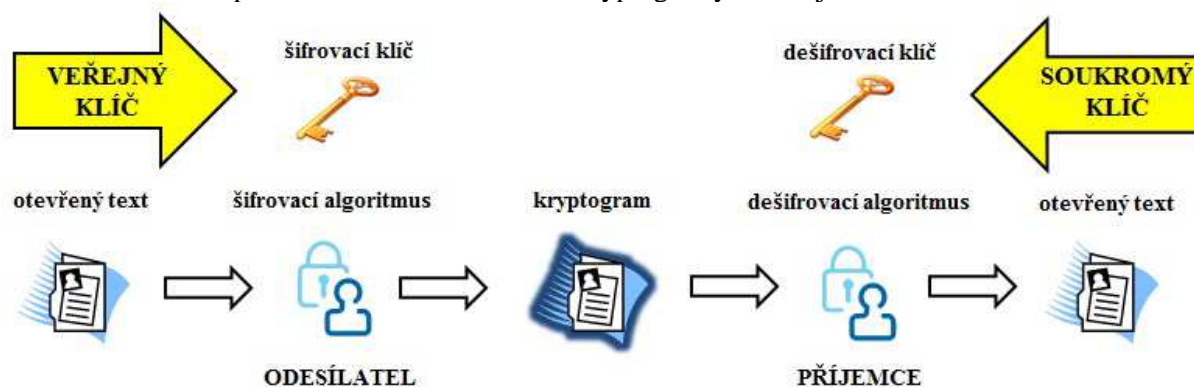 šifrovací klíč
dešifrovací klíč
VEŘEJNÝ
KLÍČ
SOUKROMÝ
KLÍČ
otevřený text
šifrovací algoritmus
kryptogram
dešifrovací algoritmus
otevřený text
ODESÍLATEL
PŘÍJEMCE